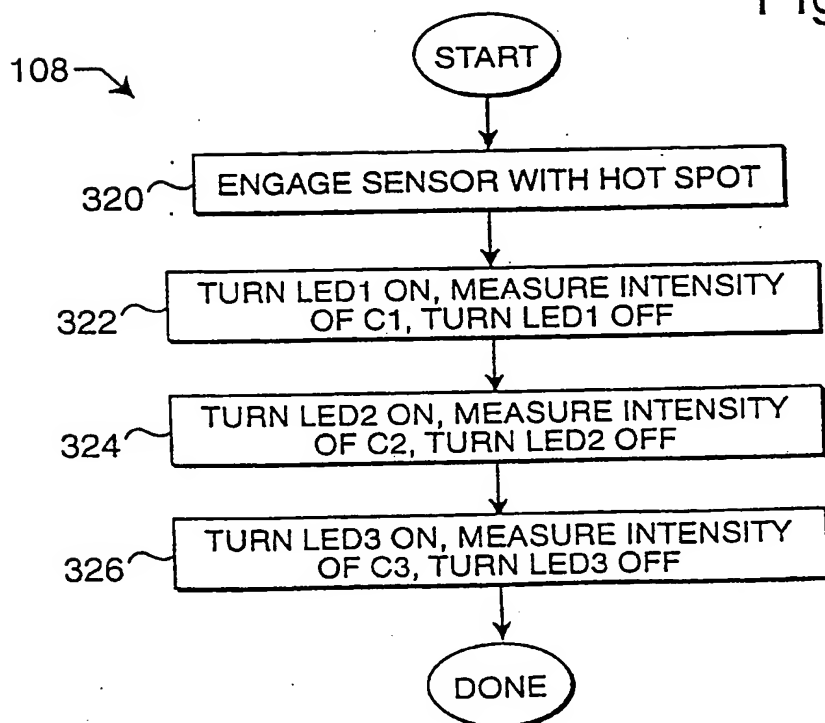 Fig
START
108
ENGAGE SENSOR WITH HOT SPOT
320
TURN LED1 ON, MEASURE INTENSITY
OF C1, TURN LED1 OFF
322
TURN LED2 ON, MEASURE INTENSITY
OF C2, TURN LED2 OFF
324
TURN LED3 ON, MEASURE INTENSITY
OF C3, TURN LED3 OFF
326
DONE